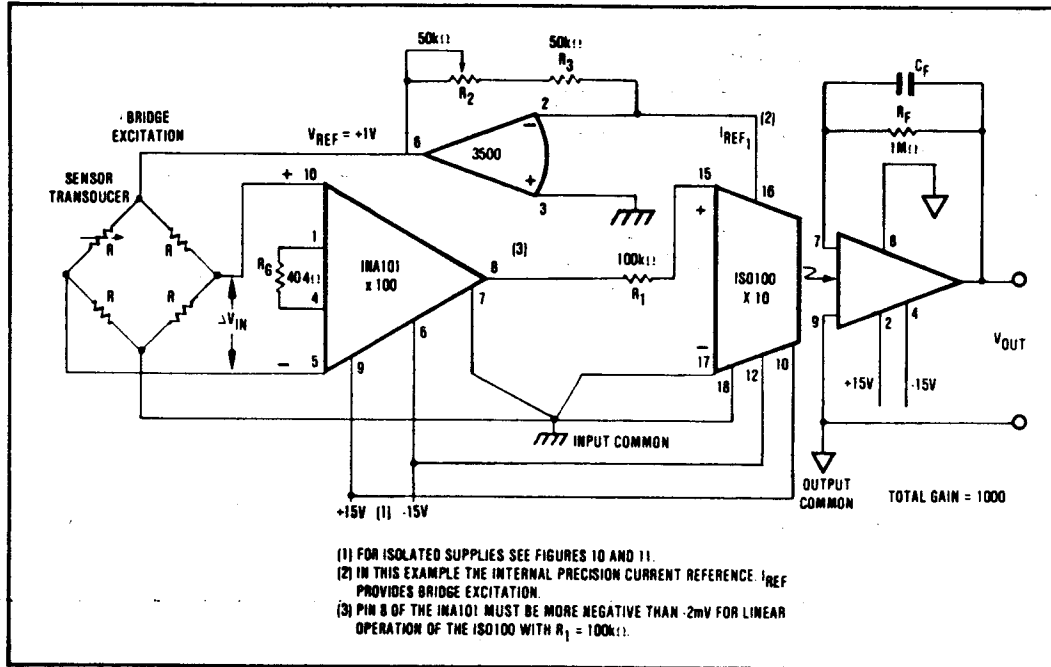 50kΩ
50kΩ
R3
R2
CF
RF
1MΩ
BRIDGE
EXCITATION
VREF = +1V
6
2
−
3500
+
3
(2)
IREF1
SENSOR
TRANSDUCER
R
R
R
+
10
1
RG
404Ω
4
INA101
x 100
(3)
8
7
6
−
5
9
ΔVIN
100kΩ
R1
15
+
16
ISO100
X 10
−
17
18
12
10
7
8
9
2
4
+15V
-15V
VOUT
INPUT COMMON
OUTPUT
COMMON
+15V (1) -15V
TOTAL GAIN = 1000
(1) FOR ISOLATED SUPPLIES SEE FIGURES 10 AND 11.
(2) IN THIS EXAMPLE THE INTERNAL PRECISION CURRENT REFERENCE. IREF
PROVIDES BRIDGE EXCITATION.
(3) PIN 8 OF THE INA101 MUST BE MORE NEGATIVE THAN -2mV FOR LINEAR
OPERATION OF THE ISO100 WITH R1 = 100kΩ.